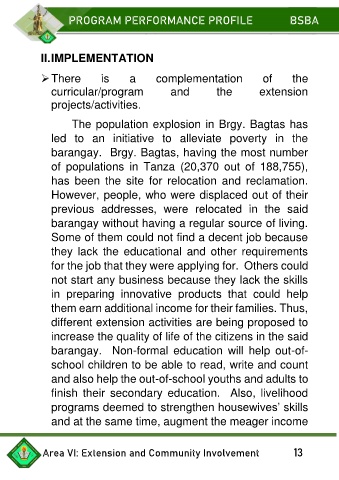 PROGRAM PERFORMANCE PROFILE BSBA
II.IMPLEMENTATION
➢There is a complementation of the
curricular/program and the extension
projects/activities.
The population explosion in Brgy. Bagtas has
led to an initiative to alleviate poverty in the
barangay. Brgy. Bagtas, having the most number
of populations in Tanza (20,370 out of 188,755),
has been the site for relocation and reclamation.
However, people, who were displaced out of their
previous addresses, were relocated in the said
barangay without having a regular source of living.
Some of them could not find a decent job because
they lack the educational and other requirements
for the job that they were applying for. Others could
not start any business because they lack the skills
in preparing innovative products that could help
them earn additional income for their families. Thus,
different extension activities are being proposed to
increase the quality of life of the citizens in the said
barangay. Non-formal education will help out-of-
school children to be able to read, write and count
and also help the out-of-school youths and adults to
finish their secondary education. Also, livelihood
programs deemed to strengthen housewives’ skills
and at the same time, augment the meager income
Area VI: Extension and Community Involvement 13